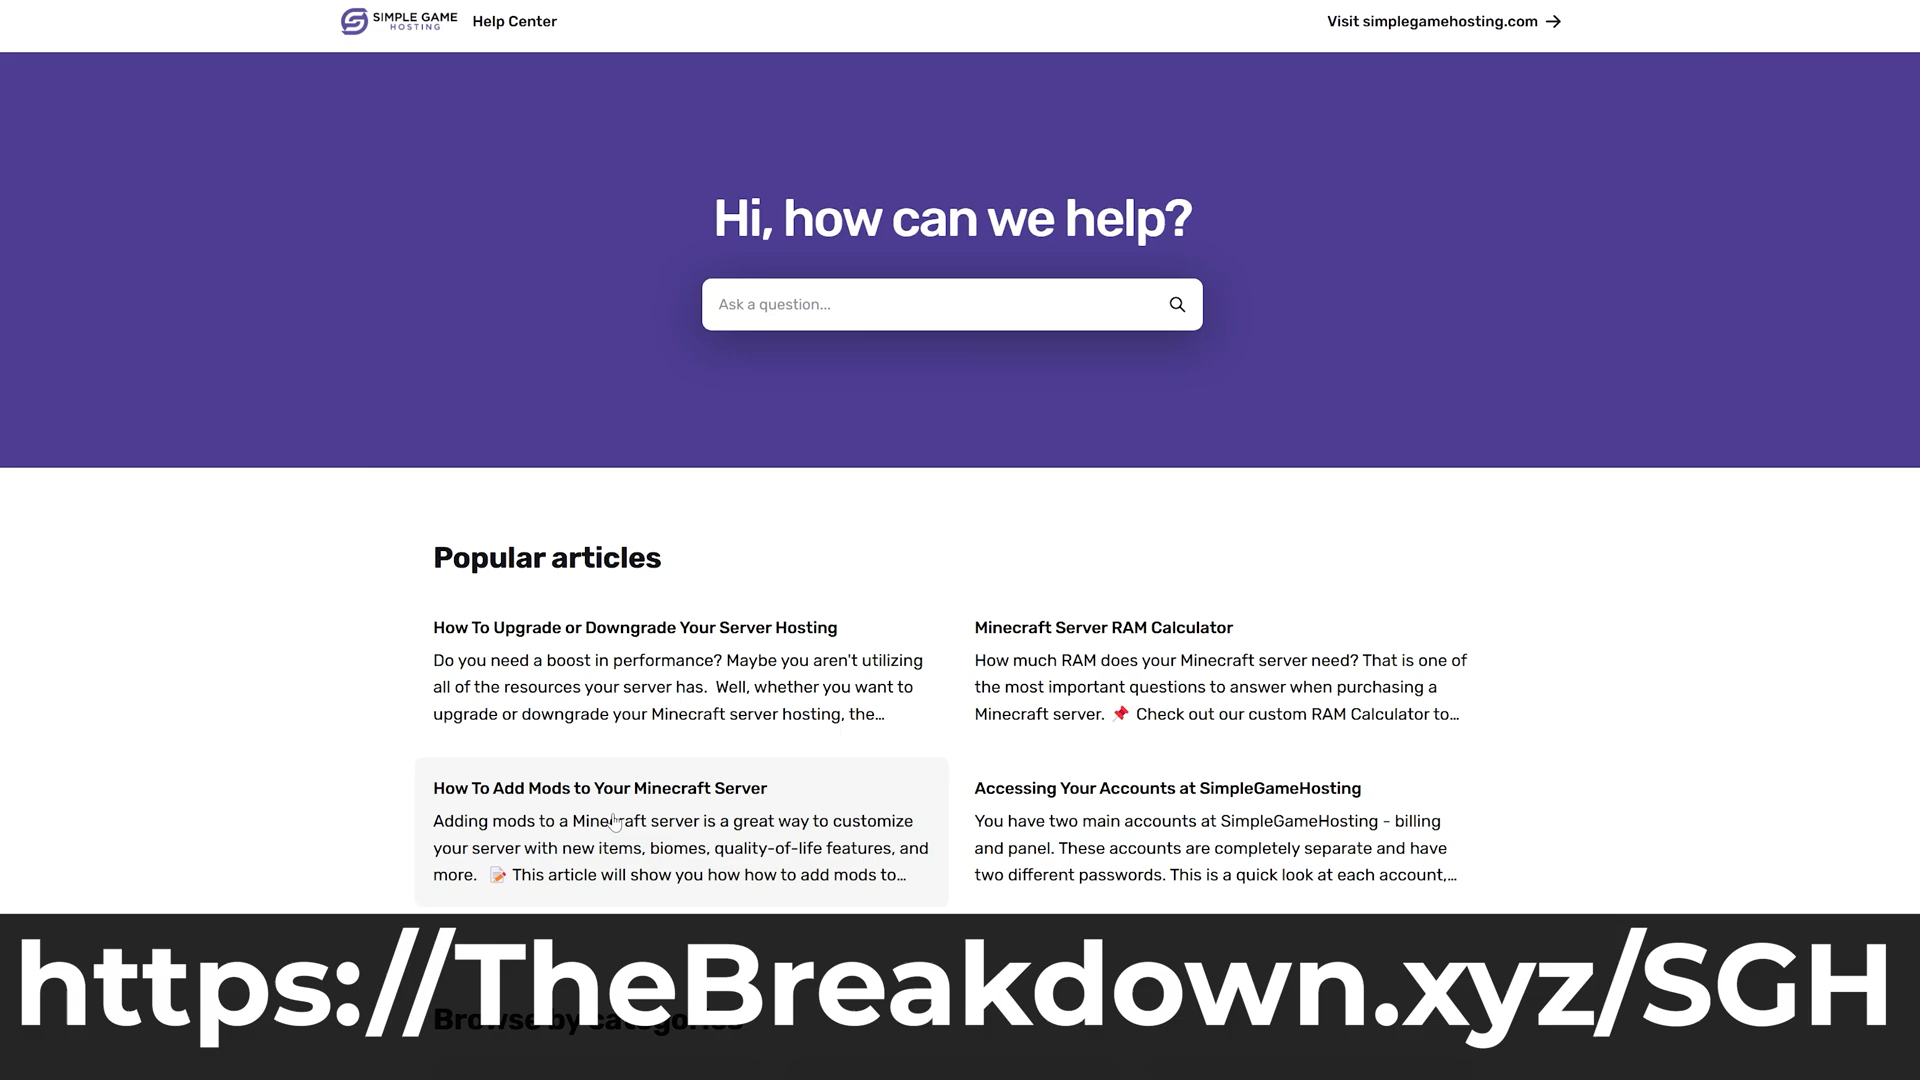 SIMPLE GAME
HOSTING
Help Center
Visit simplegamehosting.com →
Hi, how can we help?
Ask a question...
Popular articles
How To Upgrade or Downgrade Your Server Hosting
Do you need a boost in performance? Maybe you aren't utilizing
all of the resources your server has. Well, whether you want to
upgrade or downgrade your Minecraft server hosting, the...
Minecraft Server RAM Calculator
How much RAM does your Minecraft server need? That is one of
the most important questions to answer when purchasing a
Minecraft server. 📌 Check out our custom RAM Calculator to...
How To Add Mods to Your Minecraft Server
Adding mods to a Minecraft server is a great way to customize
your server with new items, biomes, quality-of-life features, and
more. 📝 This article will show you how how to add mods to...
Accessing Your Accounts at SimpleGameHosting
You have two main accounts at SimpleGameHosting - billing
and panel. These accounts are completely separate and have
two different passwords. This is a quick look at each account,...
https://TheBreakdown.xyz/SGH
Browse by categories